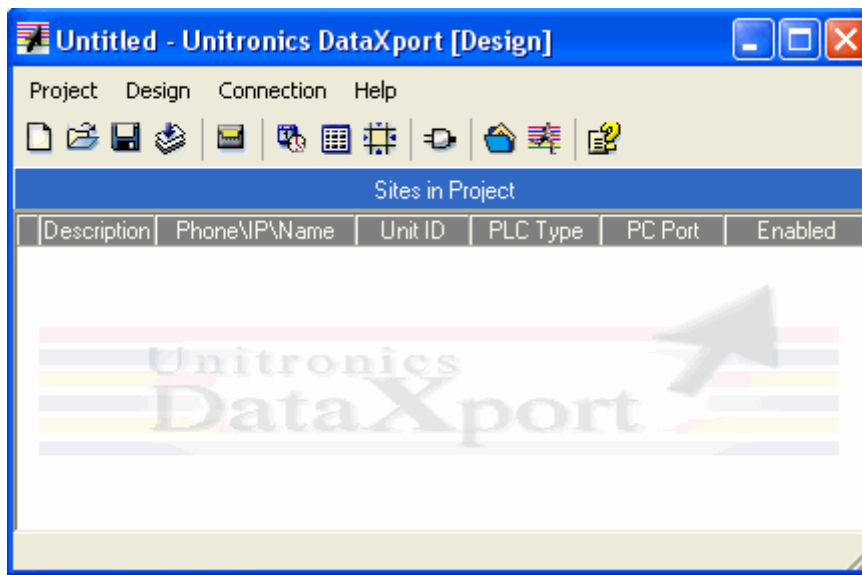 Untitled - Unitronics DataXport [Design]
Project Design Connection Help
Sites in Project
Description Phone\IP\Name Unit ID PLC Type PC Port Enabled
Unitronics
DataXport